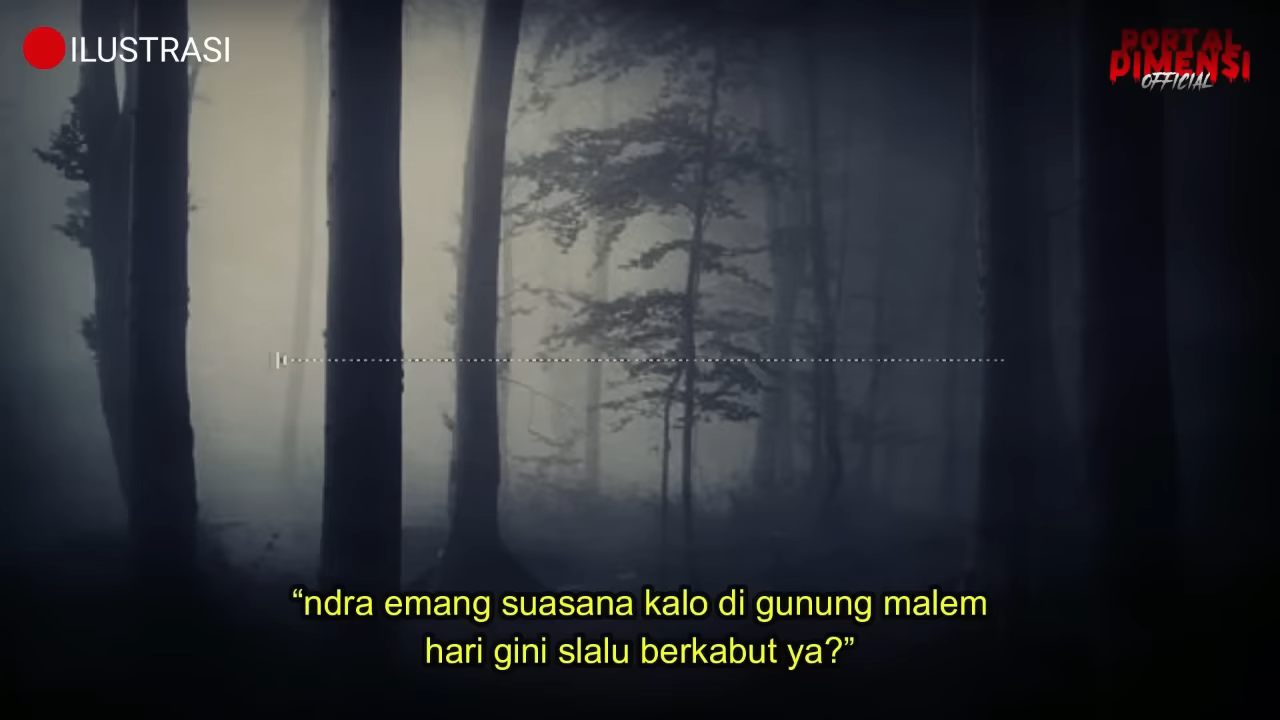 ILUSTRASI
PORTAL
DIMENSI
OFFICIAL
“ndra emang suasana kalo di gunung malem
hari gini slalu berkabut ya?”